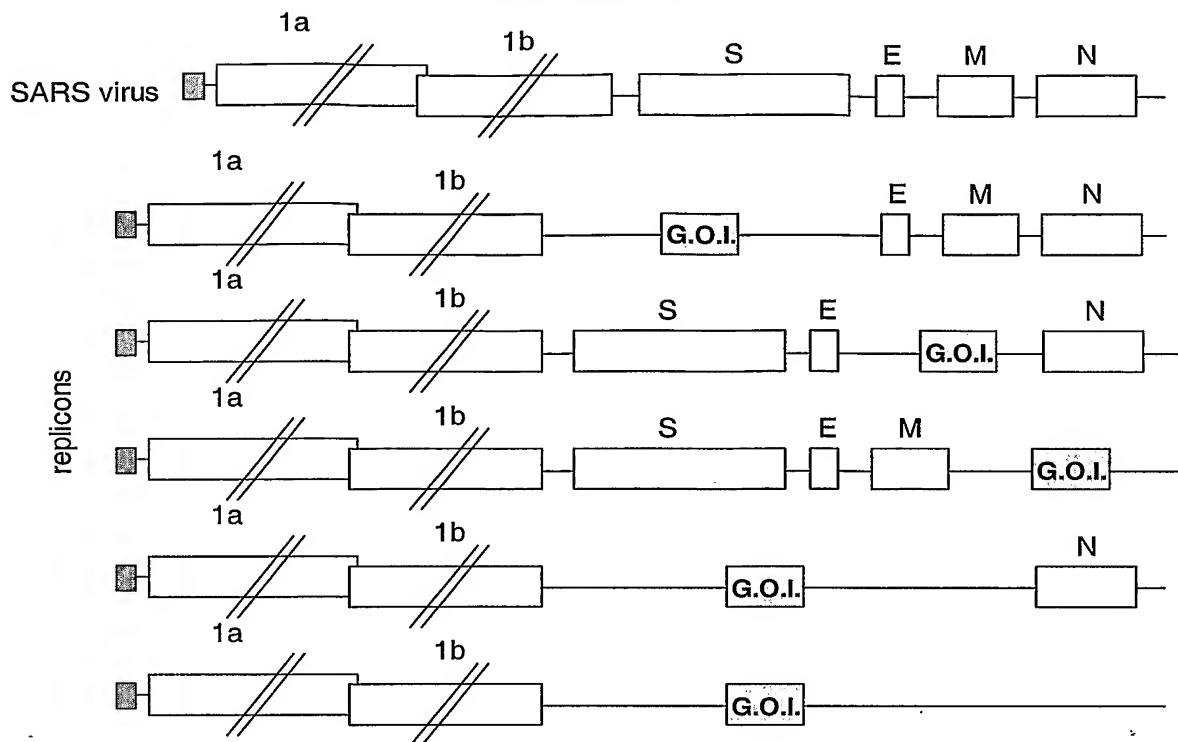 1a 1b S E M N
SARS virus
1a 1b E M N
G.O.I.
1a 1b S E N
G.O.I.
1a 1b S E M
G.O.I.
1a 1b N
G.O.I.
1a 1b
G.O.I.
replicons